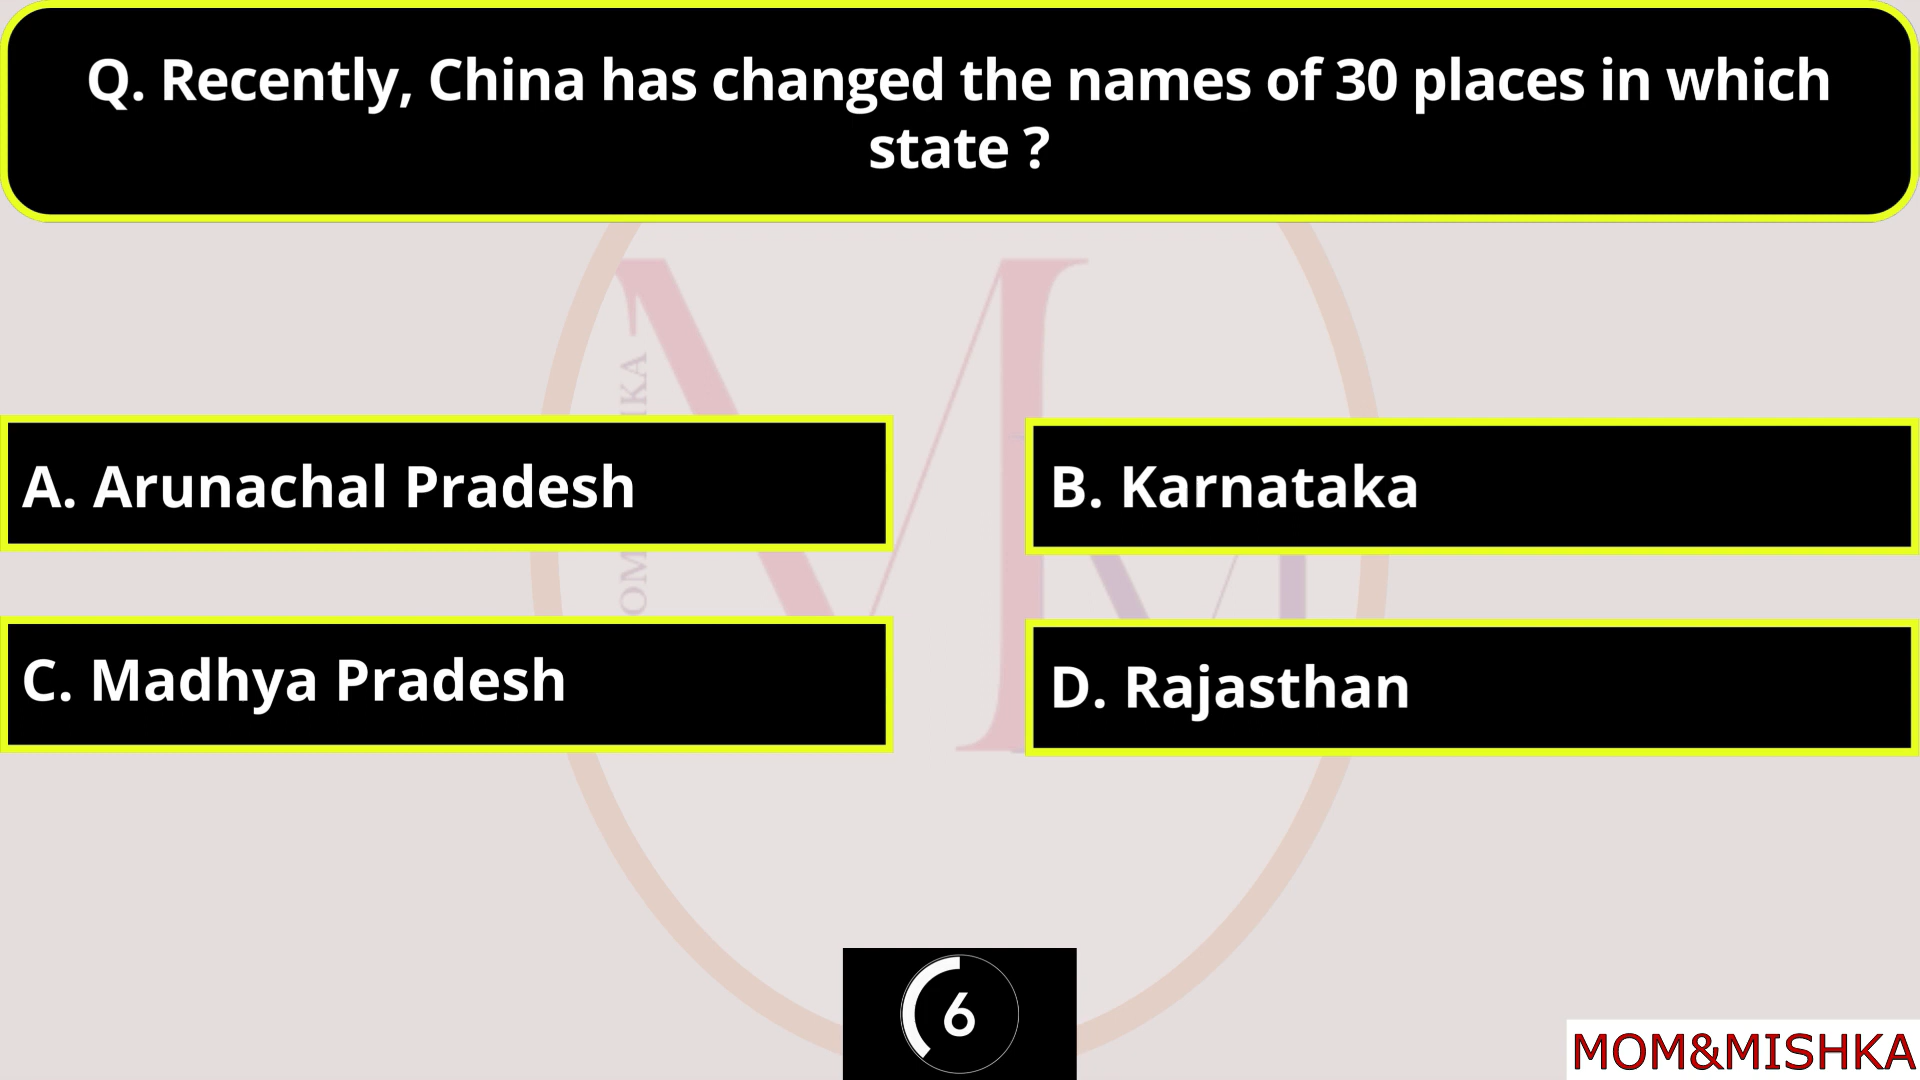 Q. Recently, China has changed the names of 30 places in which
state ?
A. Arunachal Pradesh
B. Karnataka
C. Madhya Pradesh
D. Rajasthan
6
MOM&MISHKA